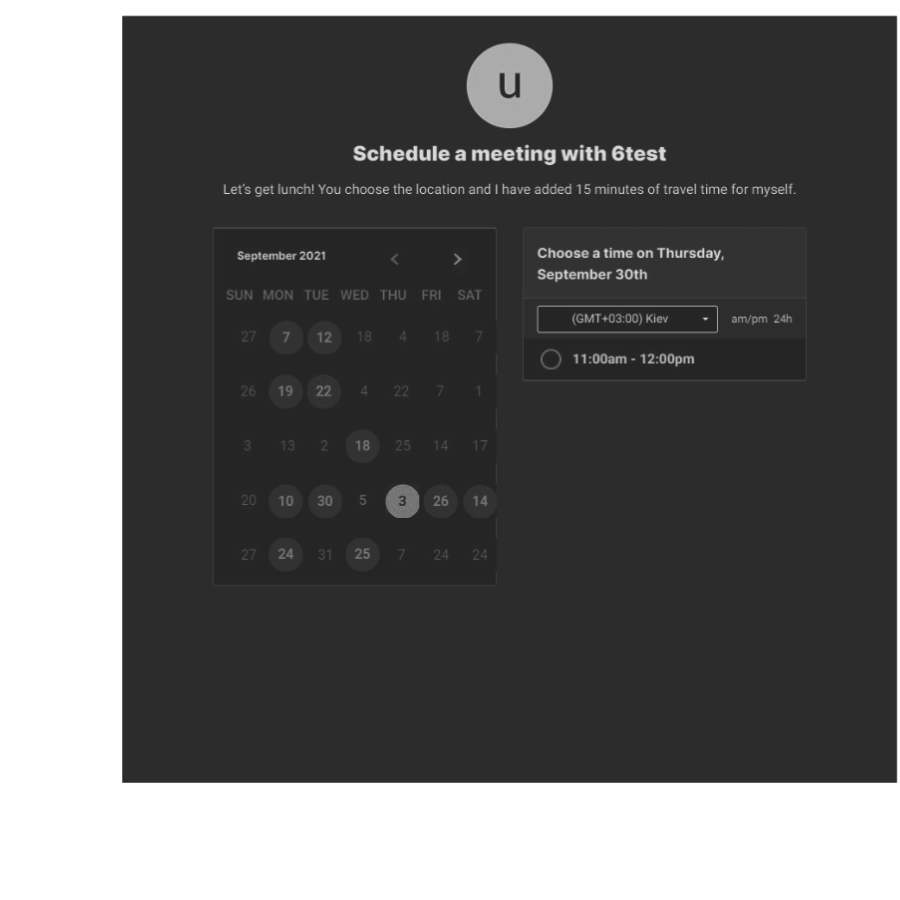 u
Schedule a meeting with 6test
Let's get lunch! You choose the location and I have added 15 minutes of travel time for myself.
September 2021
SUN MON TUE WED THU FRI SAT
27 7 12 18 4 18 7
26 19 22 4 22 7 1
3 13 2 18 25 14 17
20 10 30 5 3 26 14
27 24 31 25 7 24 24
Choose a time on Thursday,
September 30th
(GMT+03:00) Kiev am/pm 24h
11:00am - 12:00pm